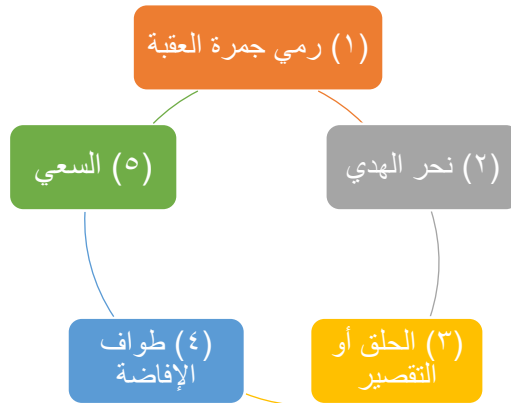 (١) رمي جمرة العقبة
(٢) نحر الهدي
(٣) الحلق أو
التقصير
(٤) طواف
الإفاضة
(٥) السعي